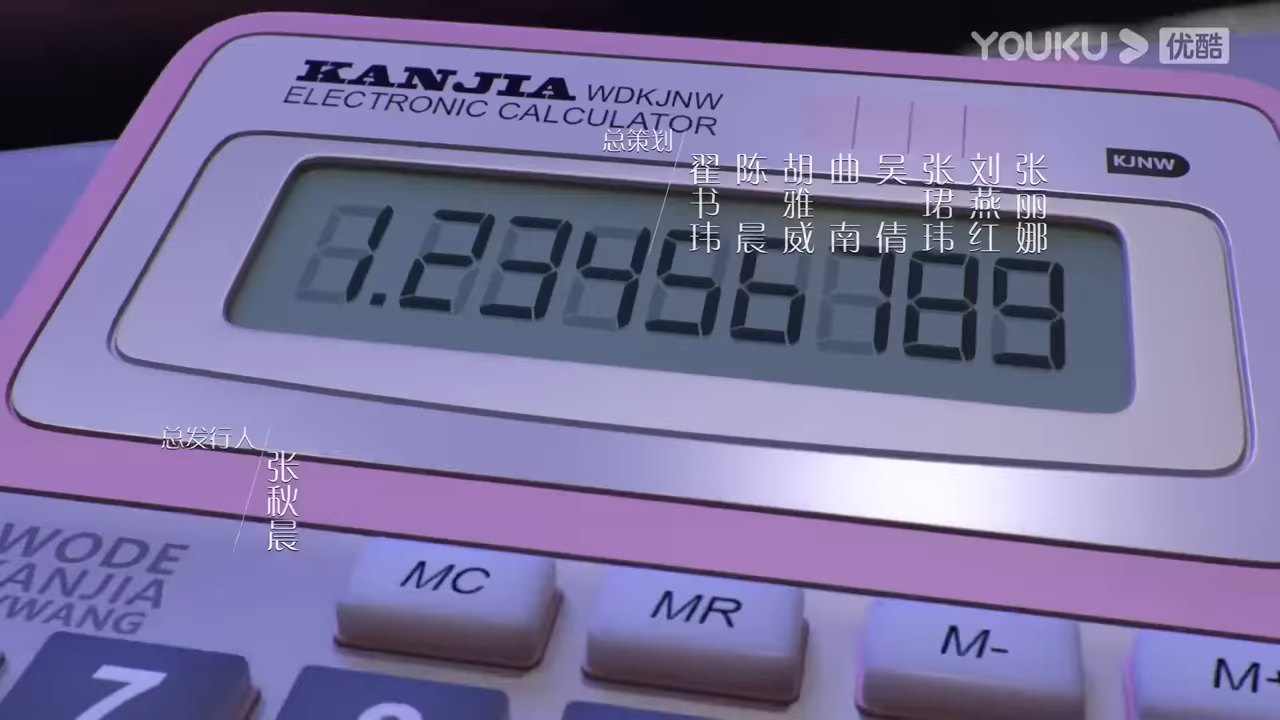 YOUKU 优酷
KANJIA WDKJNW
ELECTRONIC CALCULATOR
KJNW
总策划
翟书玮 陈晨 胡雅威 曲南 吴倩 张珺玮 刘燕红 张丽娜
1.23456789
总发行人
张秋晨
WODE
KANJIA
WANG
MC MR M- M+
7